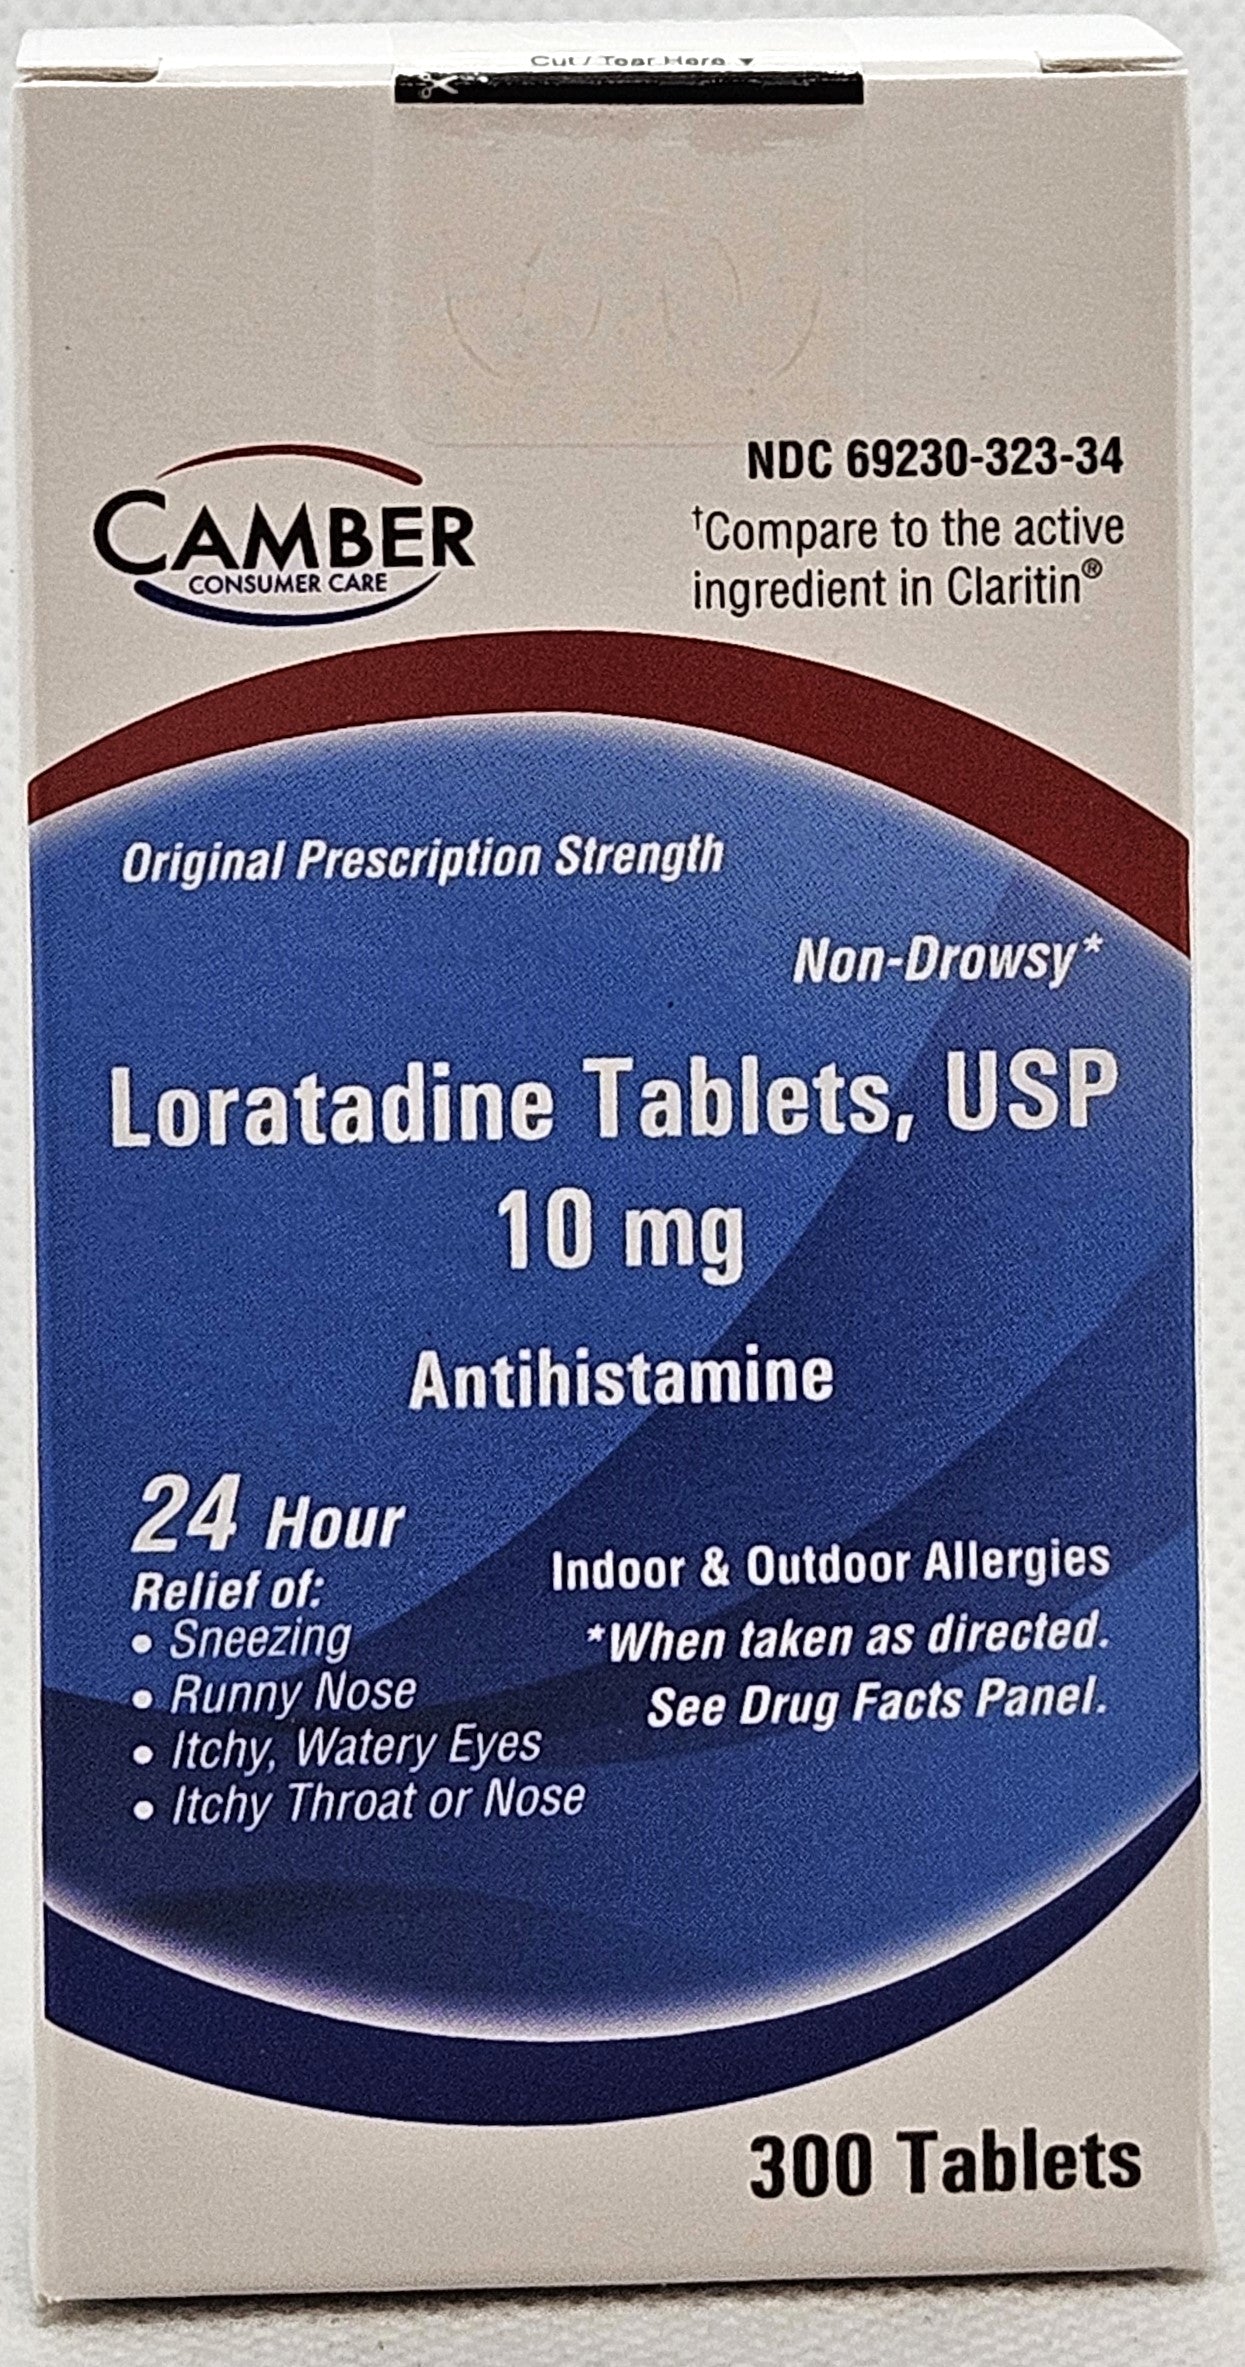 Cut / Tear Here ▼
NDC 69230-323-34
†Compare to the active
ingredient in Claritin®
CAMBER
CONSUMER CARE
Original Prescription Strength
Non-Drowsy*
Loratadine Tablets, USP
10 mg
Antihistamine
24 Hour
Relief of:
• Sneezing
• Runny Nose
• Itchy, Watery Eyes
• Itchy Throat or Nose
Indoor & Outdoor Allergies
*When taken as directed.
See Drug Facts Panel.
300 Tablets